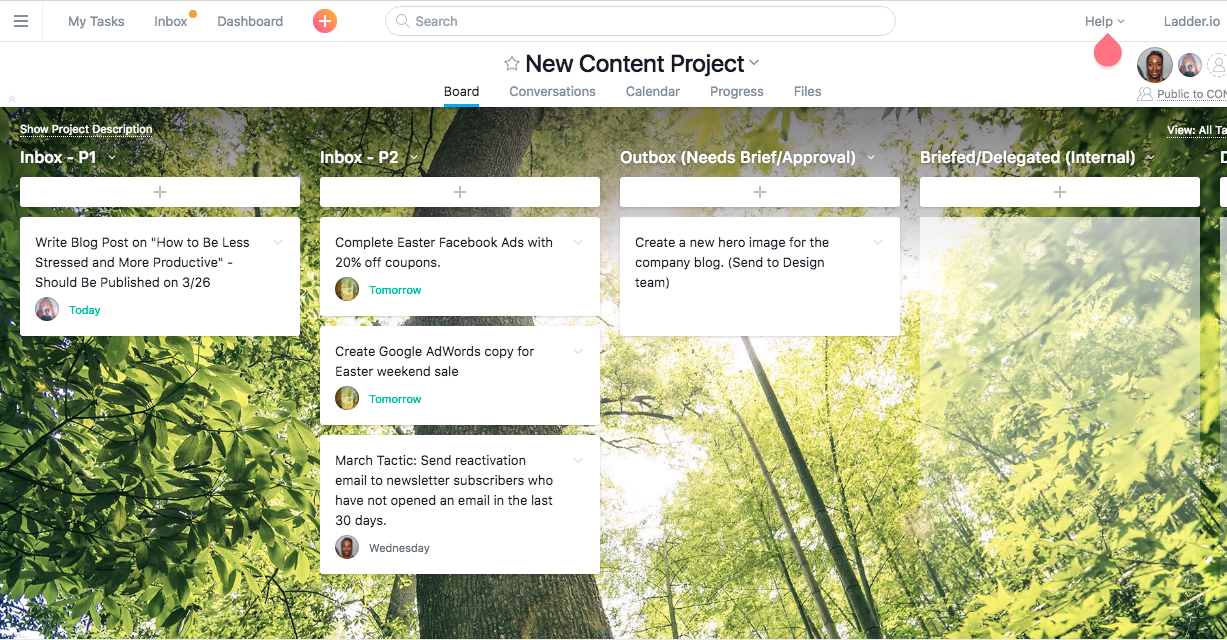 My Tasks
Inbox
Dashboard
Search
Help
Ladder.io
New Content Project
Board
Conversations
Calendar
Progress
Files
Public to CON
Show Project Description
View: All Ta
Inbox - P1
Inbox - P2
Outbox (Needs Brief/Approval)
Briefed/Delegated (Internal)
Write Blog Post on "How to Be Less
Stressed and More Productive" -
Should Be Published on 3/26
Today
Complete Easter Facebook Ads with
20% off coupons.
Tomorrow
Create Google AdWords copy for
Easter weekend sale
Tomorrow
March Tactic: Send reactivation
email to newsletter subscribers who
have not opened an email in the last
30 days.
Wednesday
Create a new hero image for the
company blog. (Send to Design
team)